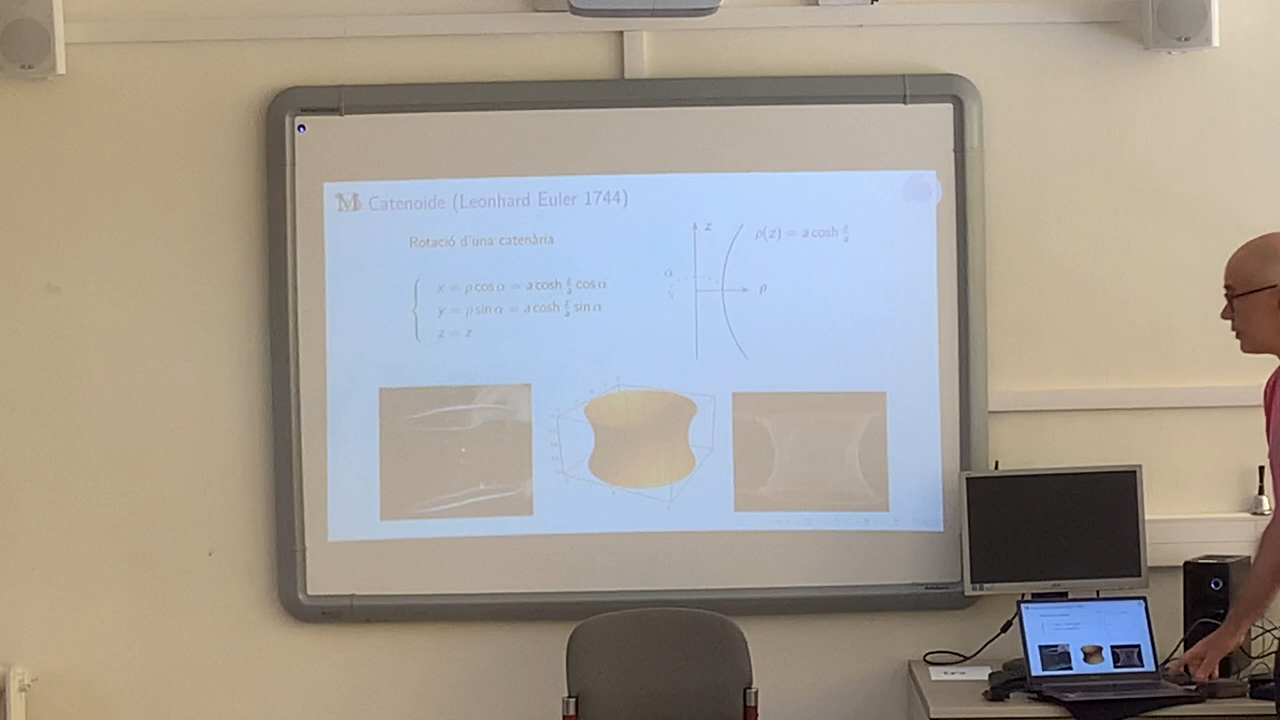 Catenoide (Leonhard Euler 1744)
Rotació d'una catenària
x = ρ cos α = a cosh z/a cos α
y = ρ sin α = a cosh z/a sin α
z = z
z
ρ(z) = a cosh z/a
α
ρ